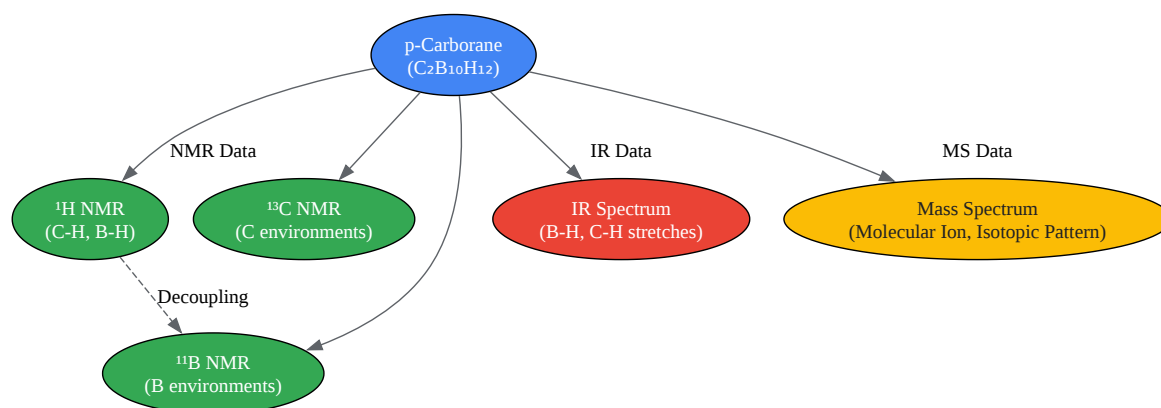 p-Carborane
(C₂B₁₀H₁₂)
NMR Data
IR Data
MS Data
¹H NMR
(C-H, B-H)
¹³C NMR
(C environments)
IR Spectrum
(B-H, C-H stretches)
Mass Spectrum
(Molecular Ion, Isotopic Pattern)
Decoupling
¹¹B NMR
(B environments)